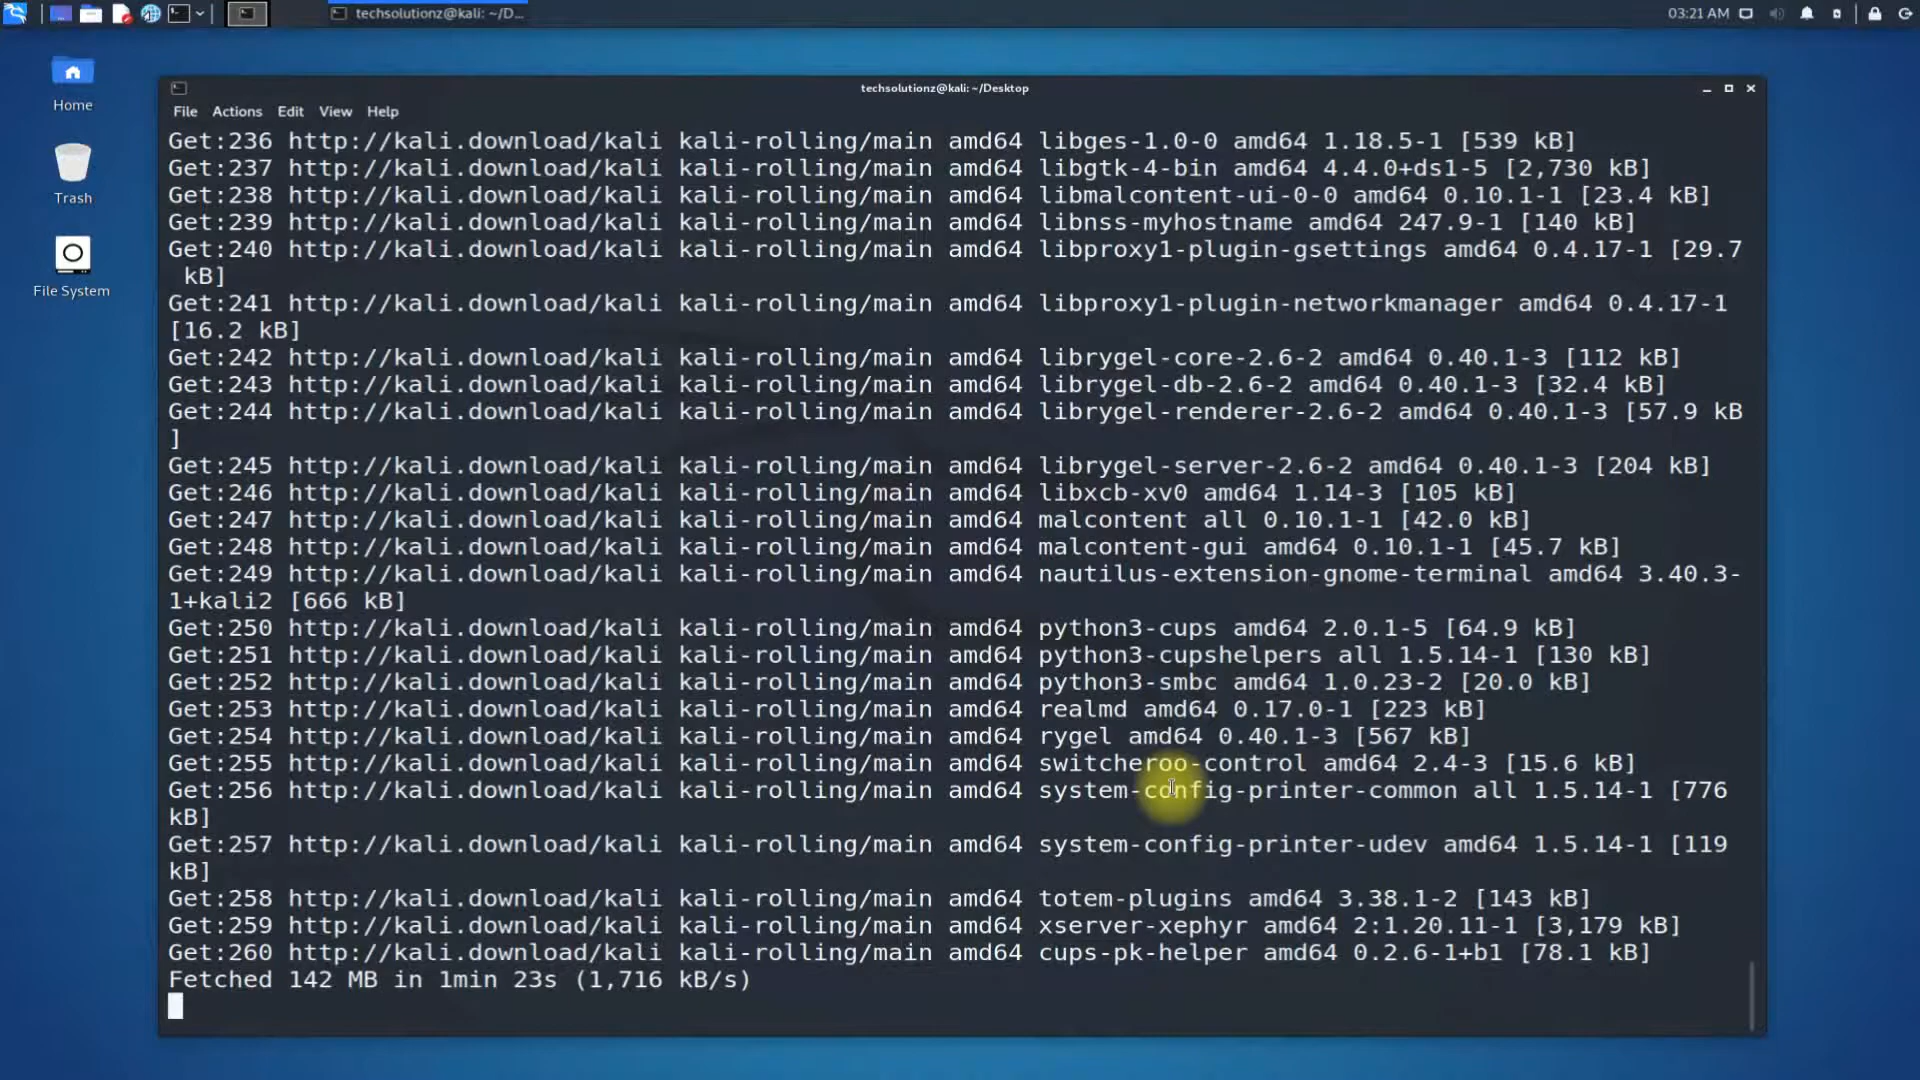 techsolutionz@kali: ~/D...
03:21 AM
Home
Trash
File System
techsolutionz@kali: ~/Desktop
File Actions Edit View Help
Get:236 http://kali.download/kali kali-rolling/main amd64 libges-1.0-0 amd64 1.18.5-1 [539 kB]
Get:237 http://kali.download/kali kali-rolling/main amd64 libgtk-4-bin amd64 4.4.0+ds1-5 [2,730 kB]
Get:238 http://kali.download/kali kali-rolling/main amd64 libmalcontent-ui-0-0 amd64 0.10.1-1 [23.4 kB]
Get:239 http://kali.download/kali kali-rolling/main amd64 libnss-myhostname amd64 247.9-1 [140 kB]
Get:240 http://kali.download/kali kali-rolling/main amd64 libproxy1-plugin-gsettings amd64 0.4.17-1 [29.7
kB]
Get:241 http://kali.download/kali kali-rolling/main amd64 libproxy1-plugin-networkmanager amd64 0.4.17-1
[16.2 kB]
Get:242 http://kali.download/kali kali-rolling/main amd64 librygel-core-2.6-2 amd64 0.40.1-3 [112 kB]
Get:243 http://kali.download/kali kali-rolling/main amd64 librygel-db-2.6-2 amd64 0.40.1-3 [32.4 kB]
Get:244 http://kali.download/kali kali-rolling/main amd64 librygel-renderer-2.6-2 amd64 0.40.1-3 [57.9 kB
]
Get:245 http://kali.download/kali kali-rolling/main amd64 librygel-server-2.6-2 amd64 0.40.1-3 [204 kB]
Get:246 http://kali.download/kali kali-rolling/main amd64 libxcb-xv0 amd64 1.14-3 [105 kB]
Get:247 http://kali.download/kali kali-rolling/main amd64 malcontent all 0.10.1-1 [42.0 kB]
Get:248 http://kali.download/kali kali-rolling/main amd64 malcontent-gui amd64 0.10.1-1 [45.7 kB]
Get:249 http://kali.download/kali kali-rolling/main amd64 nautilus-extension-gnome-terminal amd64 3.40.3-
1+kali2 [666 kB]
Get:250 http://kali.download/kali kali-rolling/main amd64 python3-cups amd64 2.0.1-5 [64.9 kB]
Get:251 http://kali.download/kali kali-rolling/main amd64 python3-cupshelpers all 1.5.14-1 [130 kB]
Get:252 http://kali.download/kali kali-rolling/main amd64 python3-smbc amd64 1.0.23-2 [20.0 kB]
Get:253 http://kali.download/kali kali-rolling/main amd64 realmd amd64 0.17.0-1 [223 kB]
Get:254 http://kali.download/kali kali-rolling/main amd64 rygel amd64 0.40.1-3 [567 kB]
Get:255 http://kali.download/kali kali-rolling/main amd64 switcheroo-control amd64 2.4-3 [15.6 kB]
Get:256 http://kali.download/kali kali-rolling/main amd64 system-config-printer-common all 1.5.14-1 [776
kB]
Get:257 http://kali.download/kali kali-rolling/main amd64 system-config-printer-udev amd64 1.5.14-1 [119
kB]
Get:258 http://kali.download/kali kali-rolling/main amd64 totem-plugins amd64 3.38.1-2 [143 kB]
Get:259 http://kali.download/kali kali-rolling/main amd64 xserver-xephyr amd64 2:1.20.11-1 [3,179 kB]
Get:260 http://kali.download/kali kali-rolling/main amd64 cups-pk-helper amd64 0.2.6-1+b1 [78.1 kB]
Fetched 142 MB in 1min 23s (1,716 kB/s)